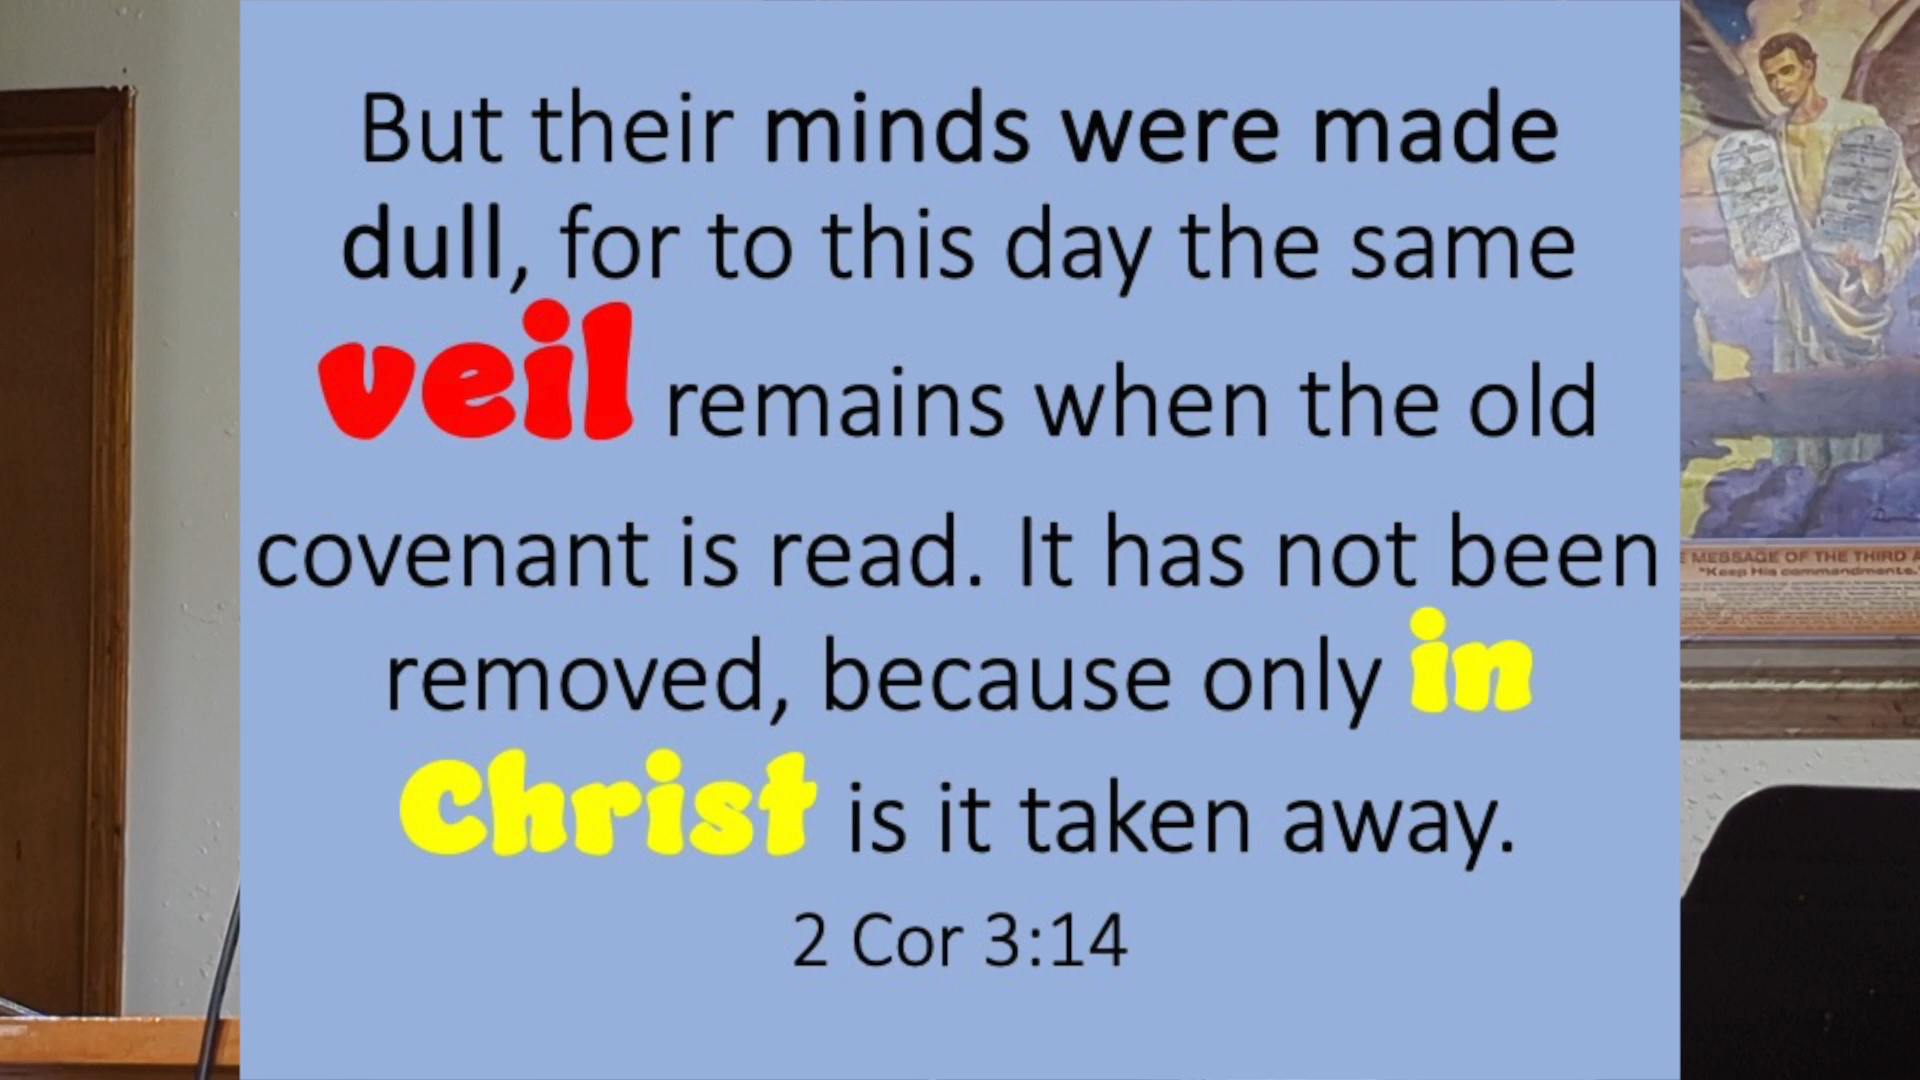 But their minds were made
dull, for to this day the same
veil remains when the old
covenant is read. It has not been
removed, because only in
Christ is it taken away.
2 Cor 3:14
MESSAGE OF THE THIRD
"Keep His commandments."